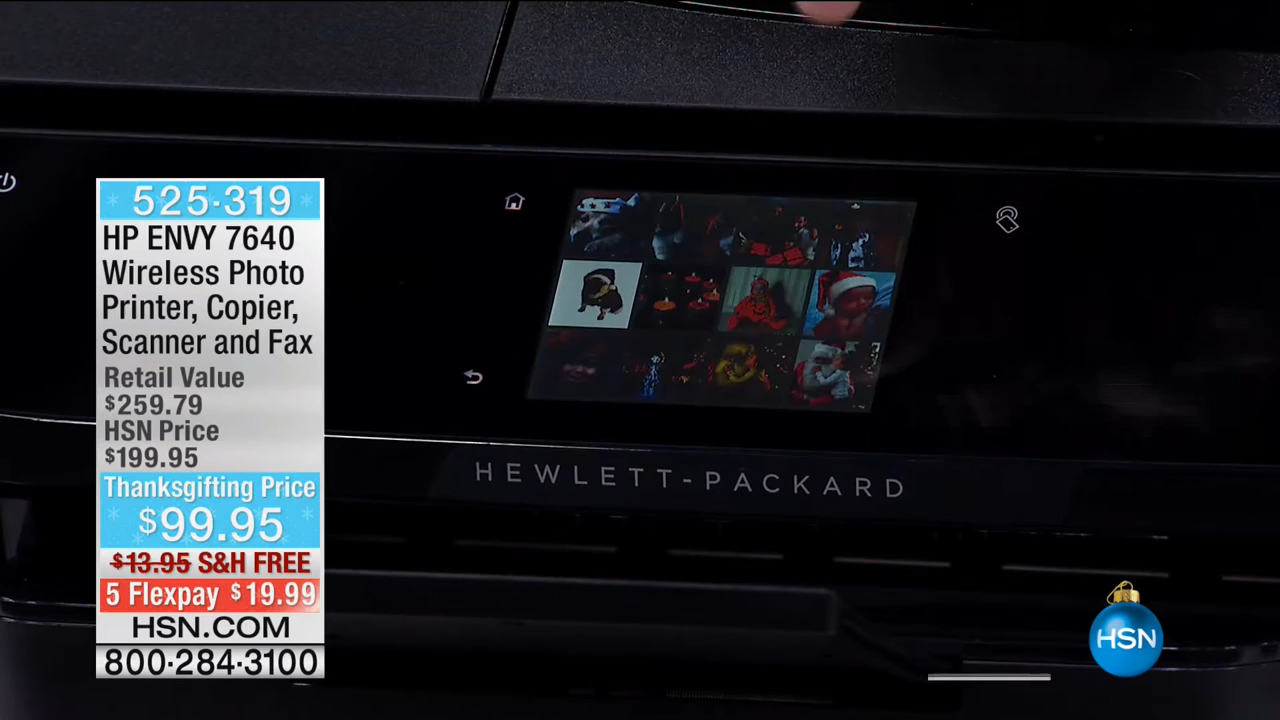 525·319
HP ENVY 7640
Wireless Photo
Printer, Copier,
Scanner and Fax
Retail Value
$259.79
HSN Price
$199.95
Thanksgifting Price
$99.95
$13.95 S&H FREE
5 Flexpay $19.99
HSN.COM
800·284·3100
HEWLETT-PACKARD
HSN